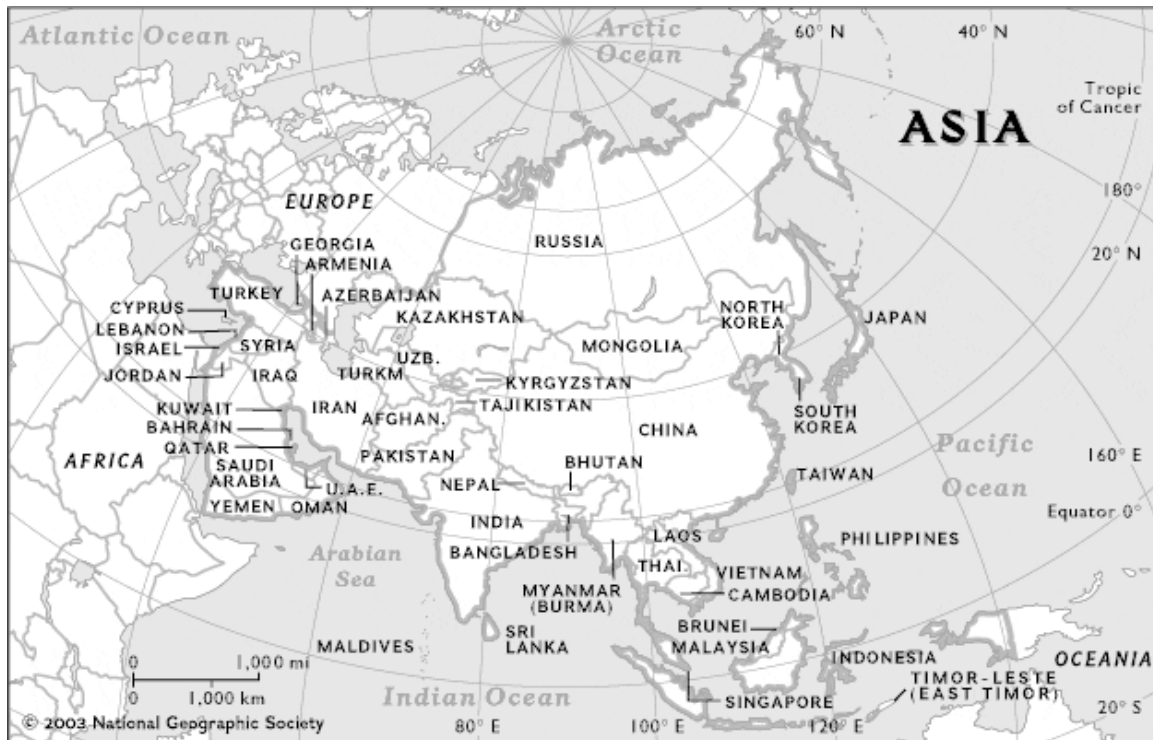 Atlantic Ocean
Arctic
Ocean
60° N
40° N
Tropic
of Cancer
ASIA
180°
20° N
EUROPE
RUSSIA
GEORGIA
ARMENIA
TURKEY
AZERBAIJAN
CYPRUS
KAZAKHSTAN
NORTH
KOREA
JAPAN
LEBANON
ISRAEL
SYRIA
UZB.
MONGOLIA
JORDAN
IRAQ
TURKM.
KYRGYZSTAN
KUWAIT
IRAN
AFGHAN.
TAJIKISTAN
SOUTH
KOREA
BAHRAIN
CHINA
QATAR
PAKISTAN
Pacific
Ocean
160° E
AFRICA
SAUDI
ARABIA
BHUTAN
TAIWAN
U.A.E.
NEPAL
YEMEN
OMAN
INDIA
Equator 0°
LAOS
PHILIPPINES
Arabian
Sea
BANGLADESH
THAI.
VIETNAM
MYANMAR
(BURMA)
CAMBODIA
BRUNEI
SRI
LANKA
MALDIVES
MALAYSIA
INDONESIA
OCEANIA
0 1,000 mi
0 1,000 km
TIMOR-LESTE
(EAST TIMOR)
Indian Ocean
SINGAPORE
20° S
© 2003 National Geographic Society
80° E
100° E
120° E